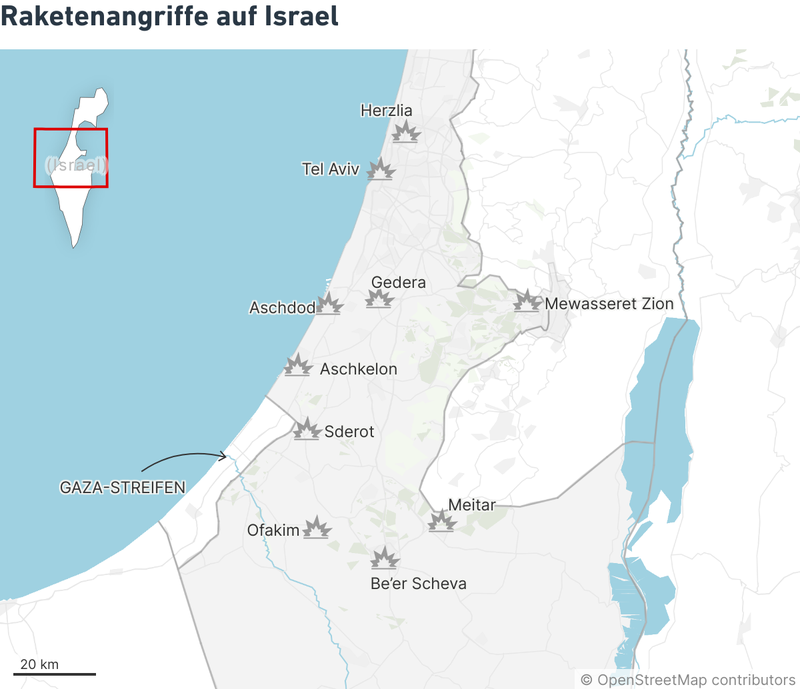 Raketenangriffe auf Israel
Herzlia
(Israel)
Tel Aviv
Gedera
Aschdod
Mewasseret Zion
Aschkelon
Sderot
GAZA-STREIFEN
Meitar
Ofakim
Be’er Scheva
20 km
© OpenStreetMap contributors